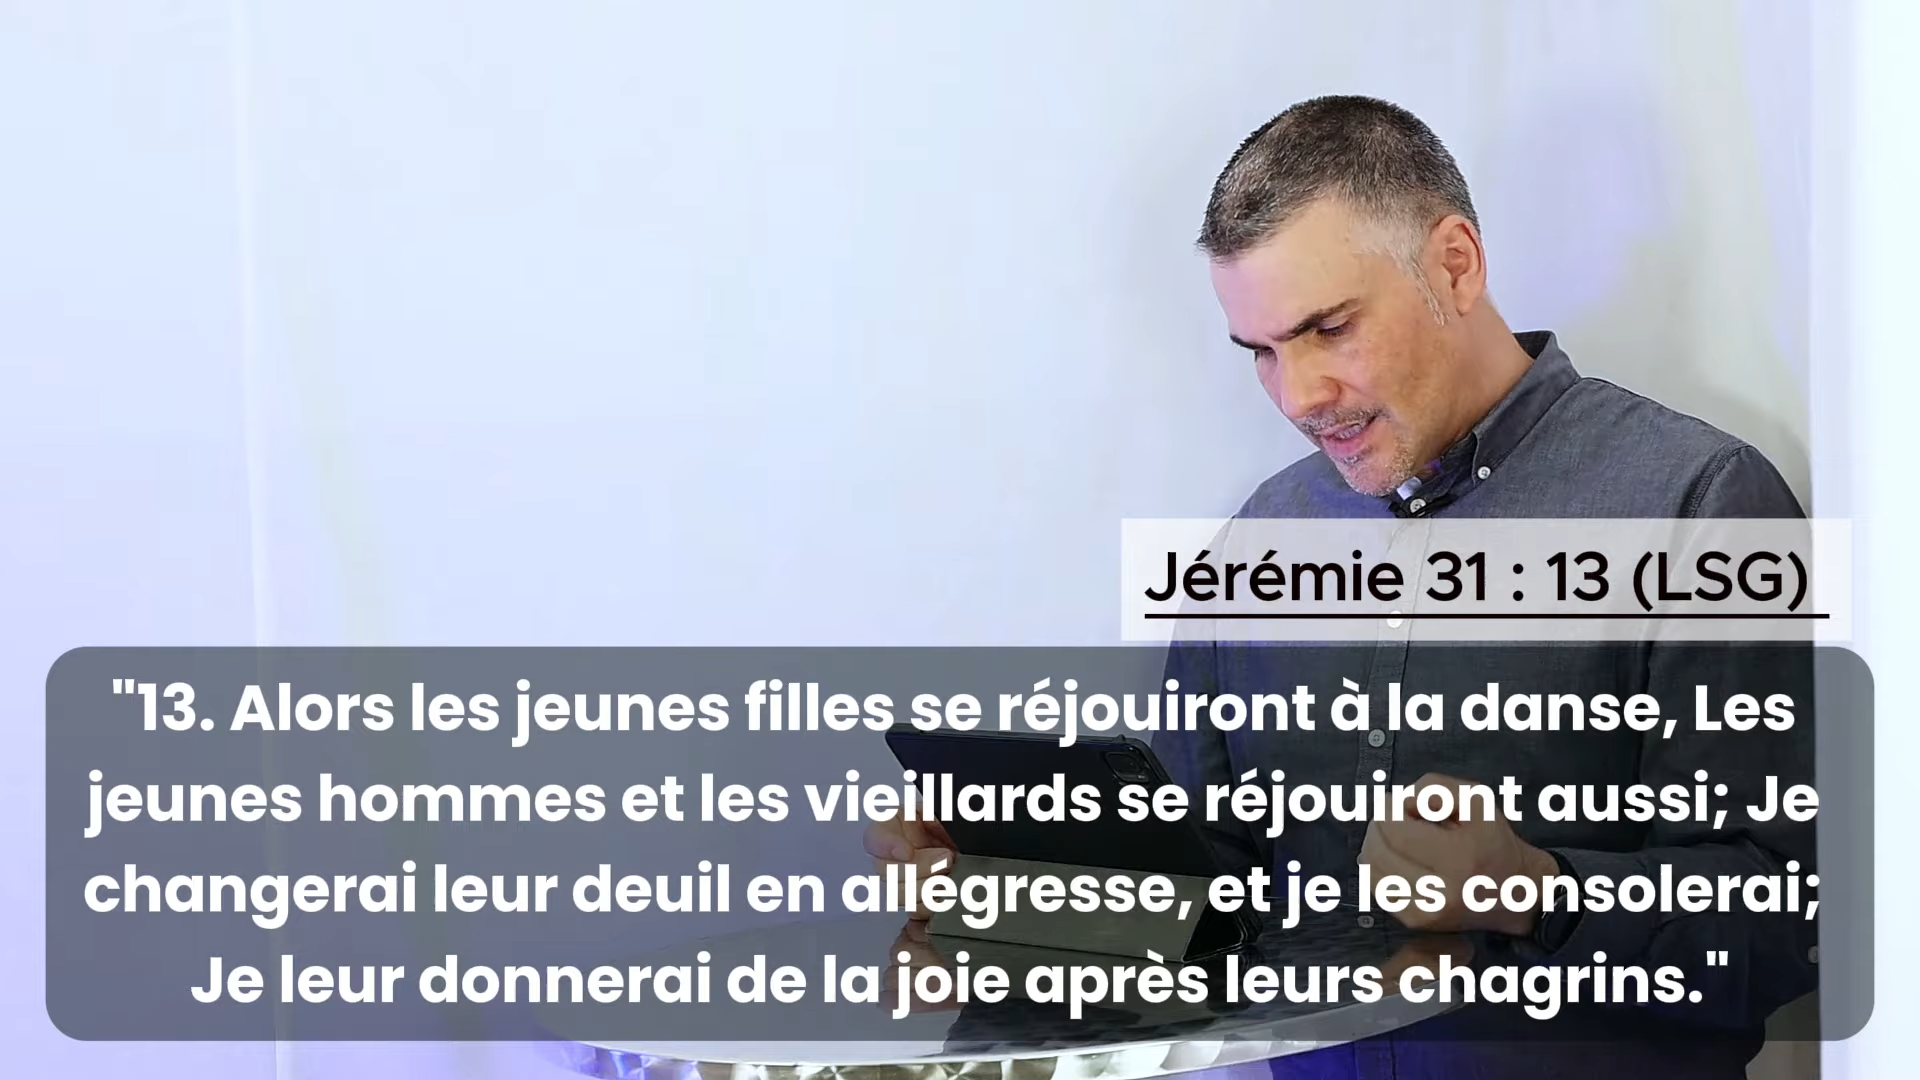 Jérémie 31 : 13 (LSG)
"13. Alors les jeunes filles se réjouiront à la danse, Les
jeunes hommes et les vieillards se réjouiront aussi; Je
changerai leur deuil en allégresse, et je les consolerai;
Je leur donnerai de la joie après leurs chagrins."